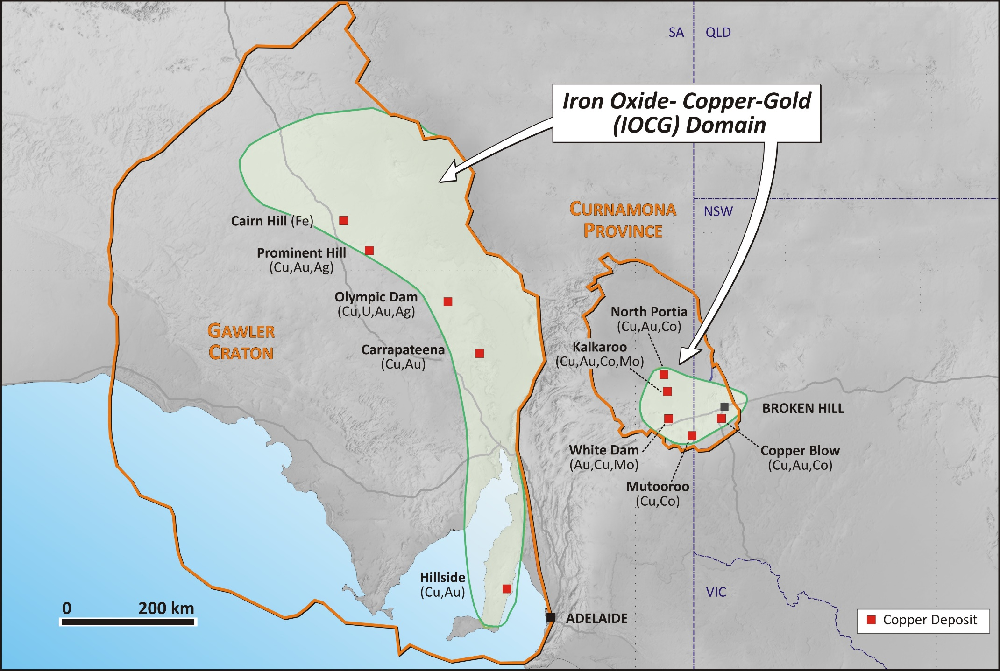 SA
QLD
Iron Oxide- Copper-Gold
(IOCG) Domain
CURNAMONA
PROVINCE
NSW
Cairn Hill (Fe)
Prominent Hill
(Cu,Au,Ag)
Olympic Dam
(Cu,U,Au,Ag)
GAWLER
CRATON
Carrapateena
(Cu,Au)
North Portia
(Cu,Au,Co)
Kalkaroo
(Cu,Au,Co,Mo)
BROKEN HILL
White Dam
(Au,Cu,Mo)
Copper Blow
(Cu,Au,Co)
Mutooroo
(Cu,Co)
Hillside
(Cu,Au)
VIC
0 200 km
ADELAIDE
Copper Deposit